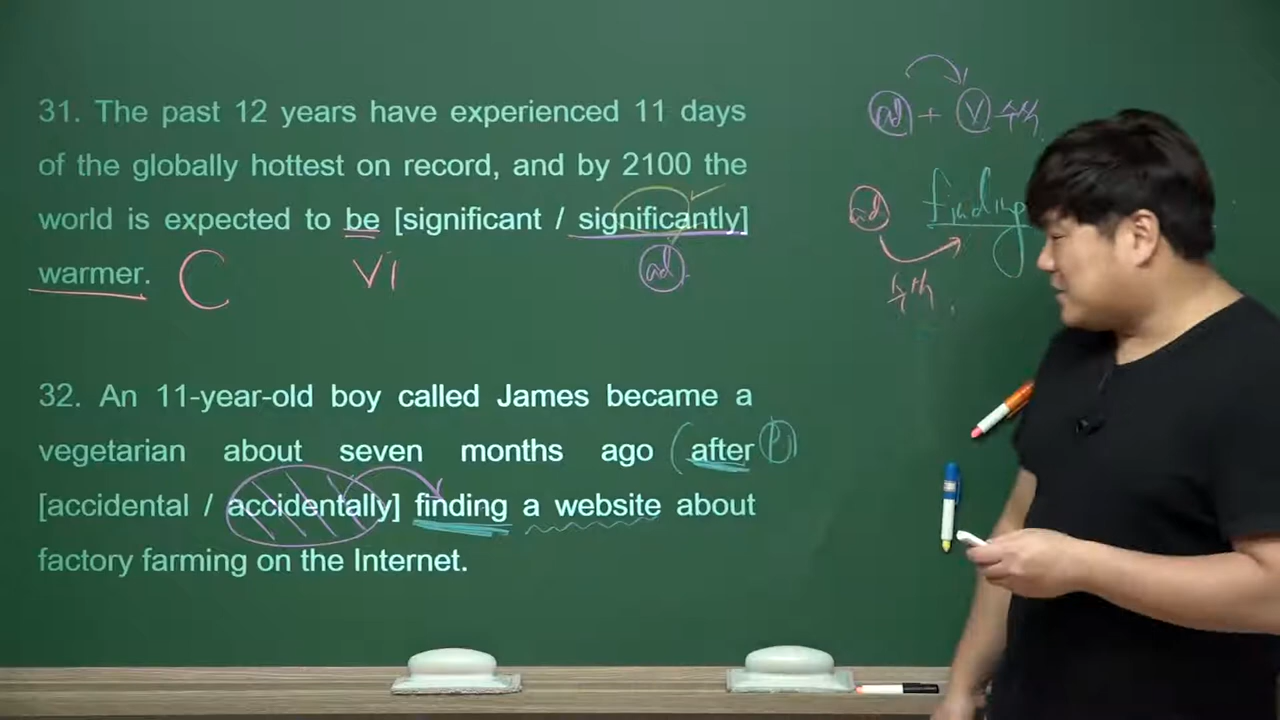 31. The past 12 years have experienced 11 days
of the globally hottest on record, and by 2100 the
world is expected to be [significant / significantly]
warmer.
C
Vi
ad
32. An 11-year-old boy called James became a
vegetarian about seven months ago (after
[accidental / accidentally] finding a website about
factory farming on the Internet.
ad + V 수식
ad finding
수식